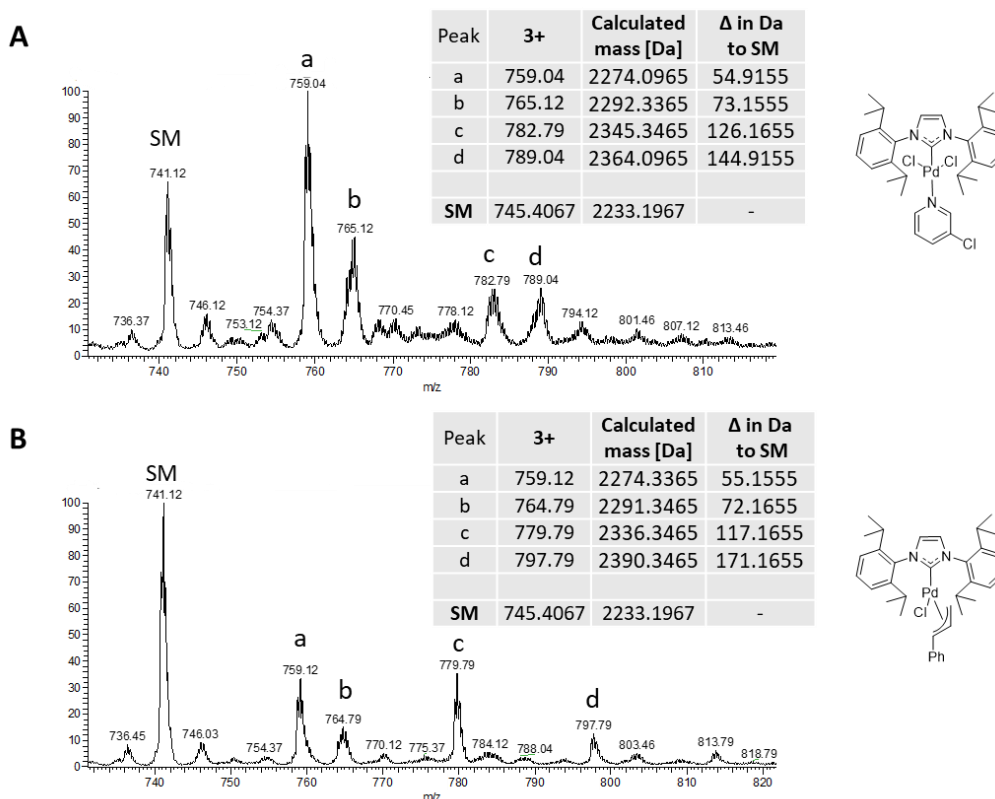 A
Peak 3+ Calculated mass [Da] Δ in Da to SM
a 759.04 2274.0965 54.9155
b 765.12 2292.3365 73.1555
c 782.79 2345.3465 126.1655
d 789.04 2364.0965 144.9155
SM 745.4067 2233.1967 -
a
759.04
SM
741.12
b
765.12
c
782.79
d
789.04
736.37
746.12
753.12
754.37
770.45
778.12
794.12
801.46
807.12
813.46
100
90
80
70
60
50
40
30
20
10
0
740 750 760 770 780 790 800 810
m/z
N N
Cl Cl
Pd
N
Cl
B
Peak 3+ Calculated mass [Da] Δ in Da to SM
a 759.12 2274.3365 55.1555
b 764.79 2291.3465 72.1655
c 779.79 2336.3465 117.1655
d 797.79 2390.3465 171.1655
SM 745.4067 2233.1967 -
SM
741.12
a
759.12
b
764.79
c
779.79
d
797.79
736.45
746.03
754.37
770.12
775.37
784.12
788.04
803.46
813.79
818.79
100
90
80
70
60
50
40
30
20
10
0
740 750 760 770 780 790 800 810 820
m/z
N N
Pd
Cl
Ph